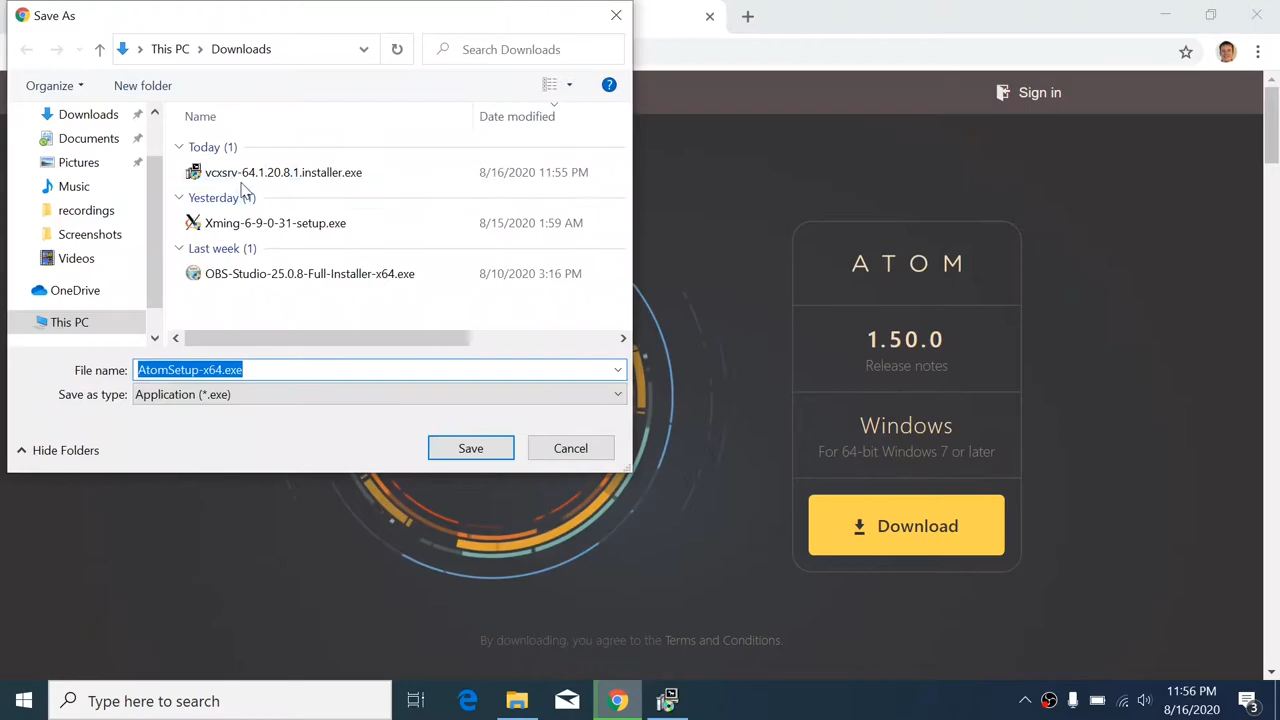 Save As
This PC
Downloads
Search Downloads
Organize
New folder
?
Sign in
Downloads
Documents
Pictures
Music
recordings
Screenshots
Videos
OneDrive
This PC
Name
Date modified
Today (1)
vcxsrv-64.1.20.8.1.installer.exe
8/16/2020 11:55 PM
Yesterday (1)
Xming-6-9-0-31-setup.exe
8/15/2020 1:59 AM
Last week (1)
OBS-Studio-25.0.8-Full-Installer-x64.exe
8/10/2020 3:16 PM
File name:
AtomSetup-x64.exe
Save as type:
Application (*.exe)
Hide Folders
Save
Cancel
ATOM
1.50.0
Release notes
Windows
For 64-bit Windows 7 or later
Download
By downloading, you agree to the Terms and Conditions.
Type here to search
11:56 PM
8/16/2020
3